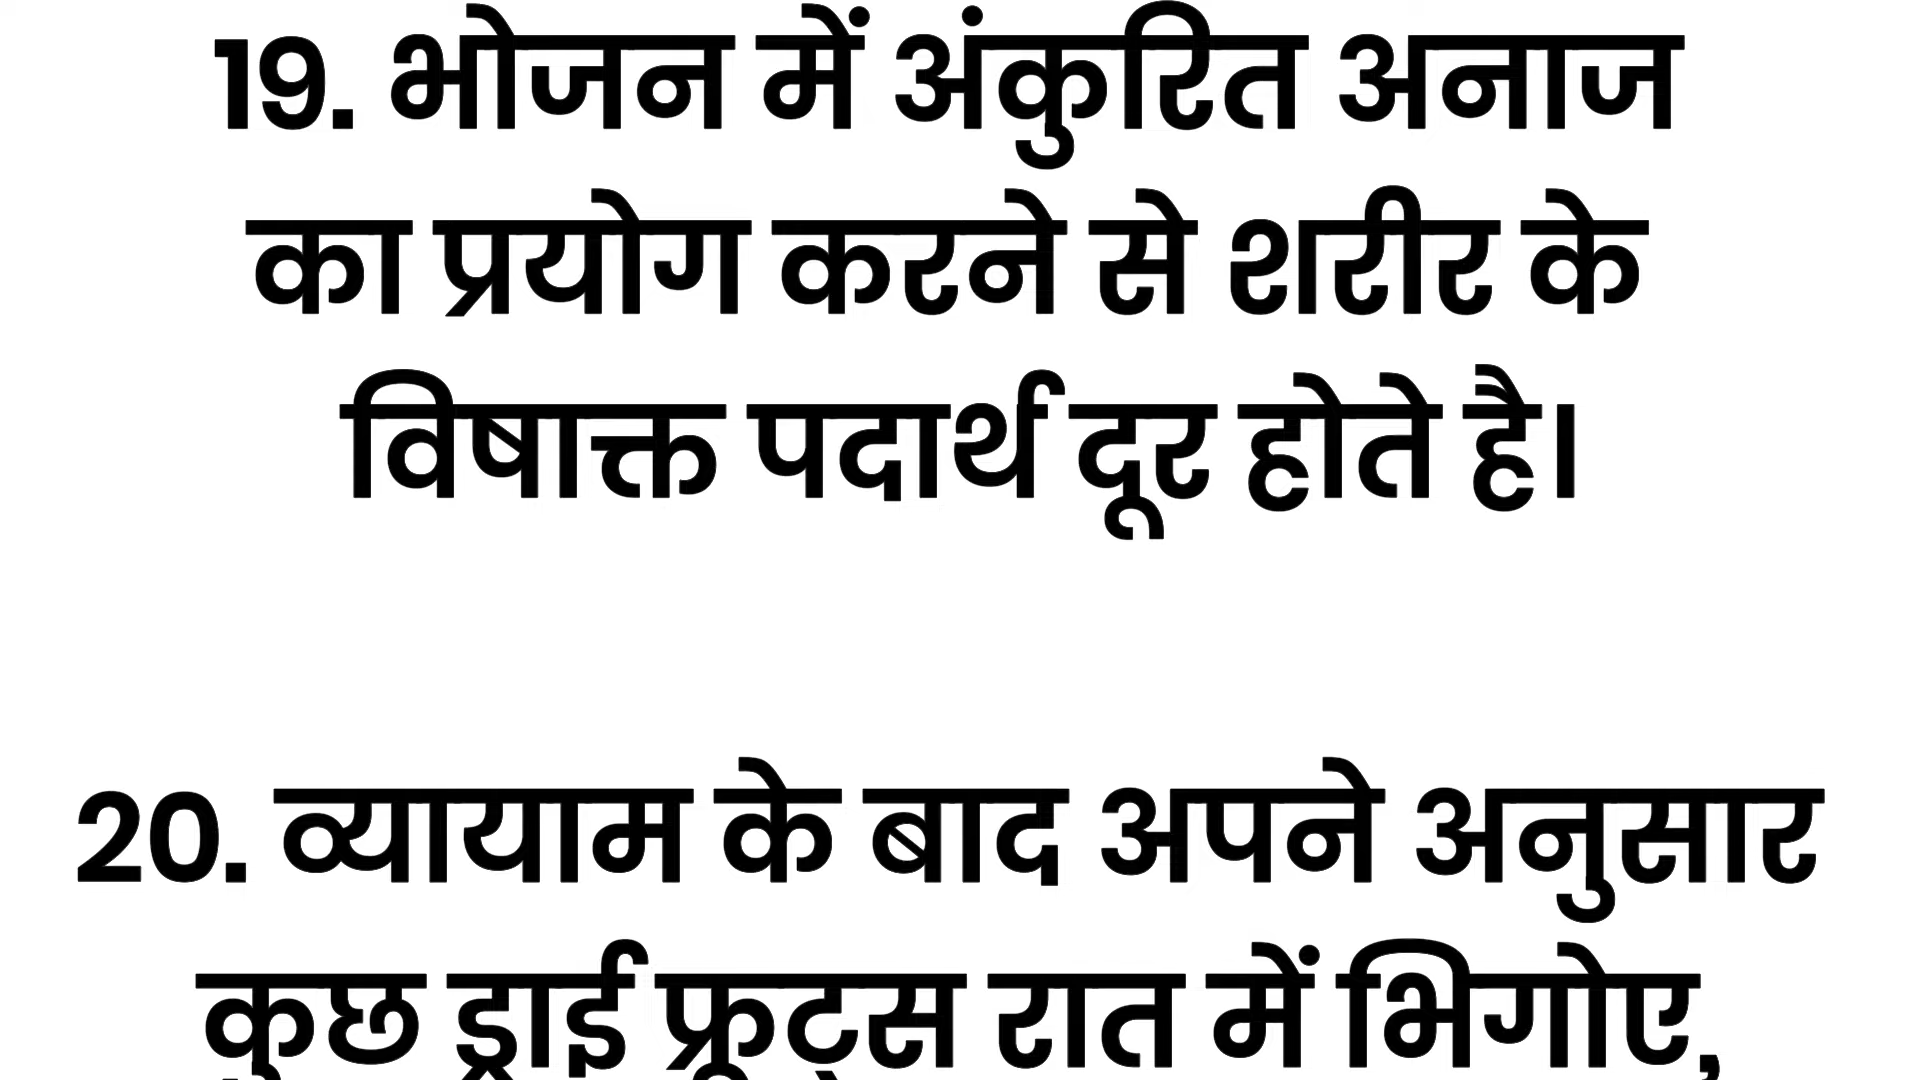 19. भोजन में अंकुरित अनाज
का प्रयोग करने से शरीर के
विषाक्त पदार्थ दूर होते है।
20. व्यायाम के बाद अपने अनुसार
कुछ ड्राई फ्रूट्स रात में भिगोए,